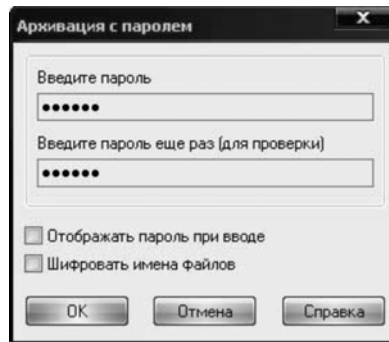 Архивация с паролем
Введите пароль
••••••
Введите пароль еще раз (для проверки)
••••••
Отображать пароль при вводе
Шифровать имена файлов
OK Отмена Справка